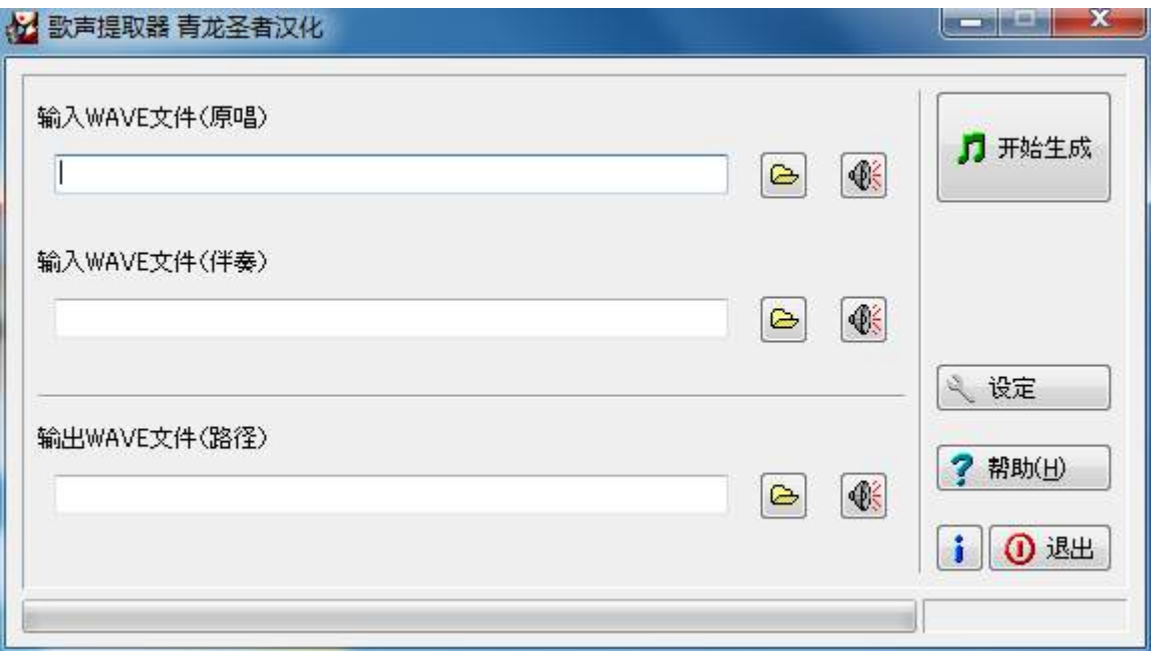 歌声提取器 青龙圣者汉化
输入WAVE文件(原唱)
开始生成
输入WAVE文件(伴奏)
设定
输出WAVE文件(路径)
帮助(H)
退出